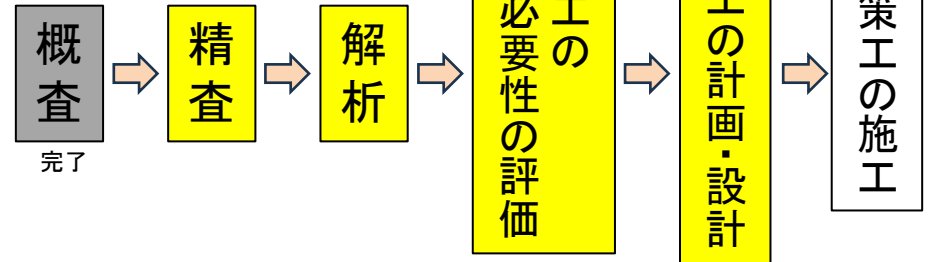 概査
完了
精査
解析
工の
必要性の評価
工の計画・設計
策工の施工